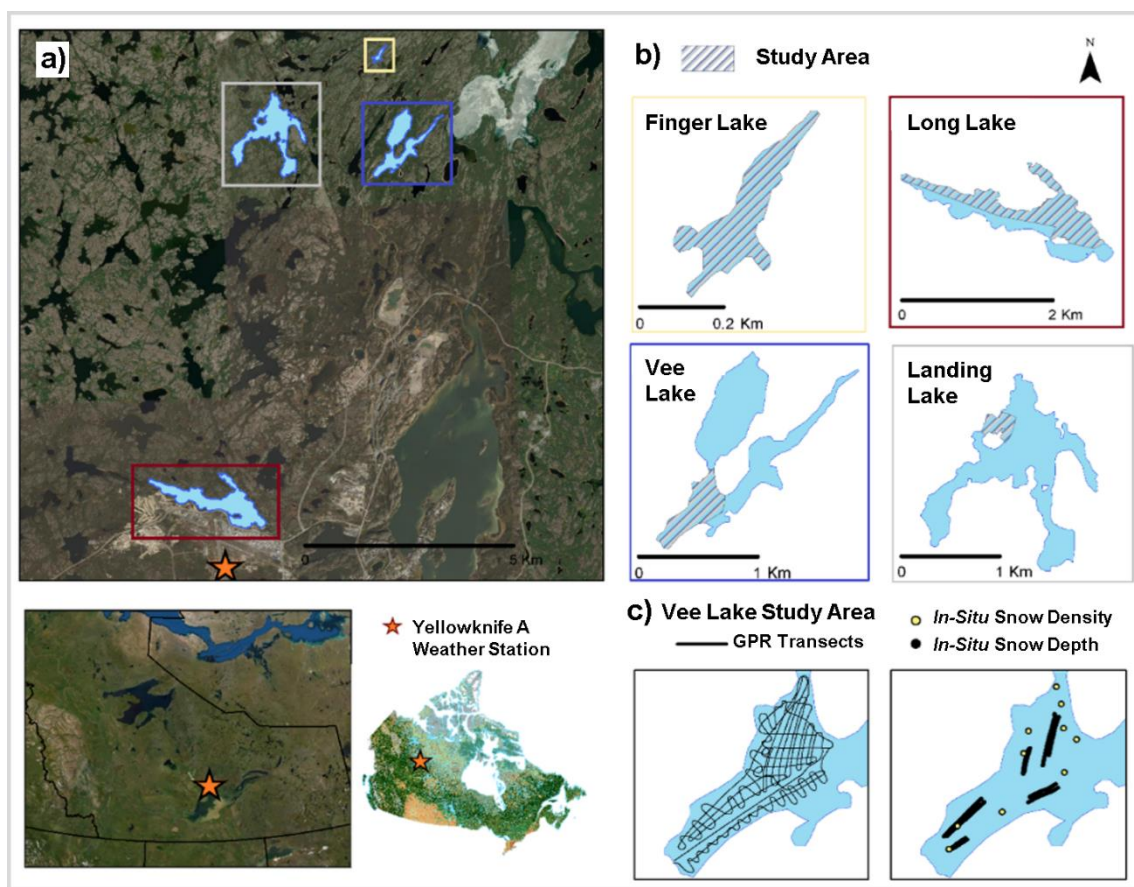 a)
0
5 Km
b)
Study Area
N
Finger Lake
0
0.2 Km
Long Lake
0
2 Km
Vee
Lake
0
1 Km
Landing
Lake
0
1 Km
Yellowknife A
Weather Station
c) Vee Lake Study Area
GPR Transects
In-Situ Snow Density
In-Situ Snow Depth